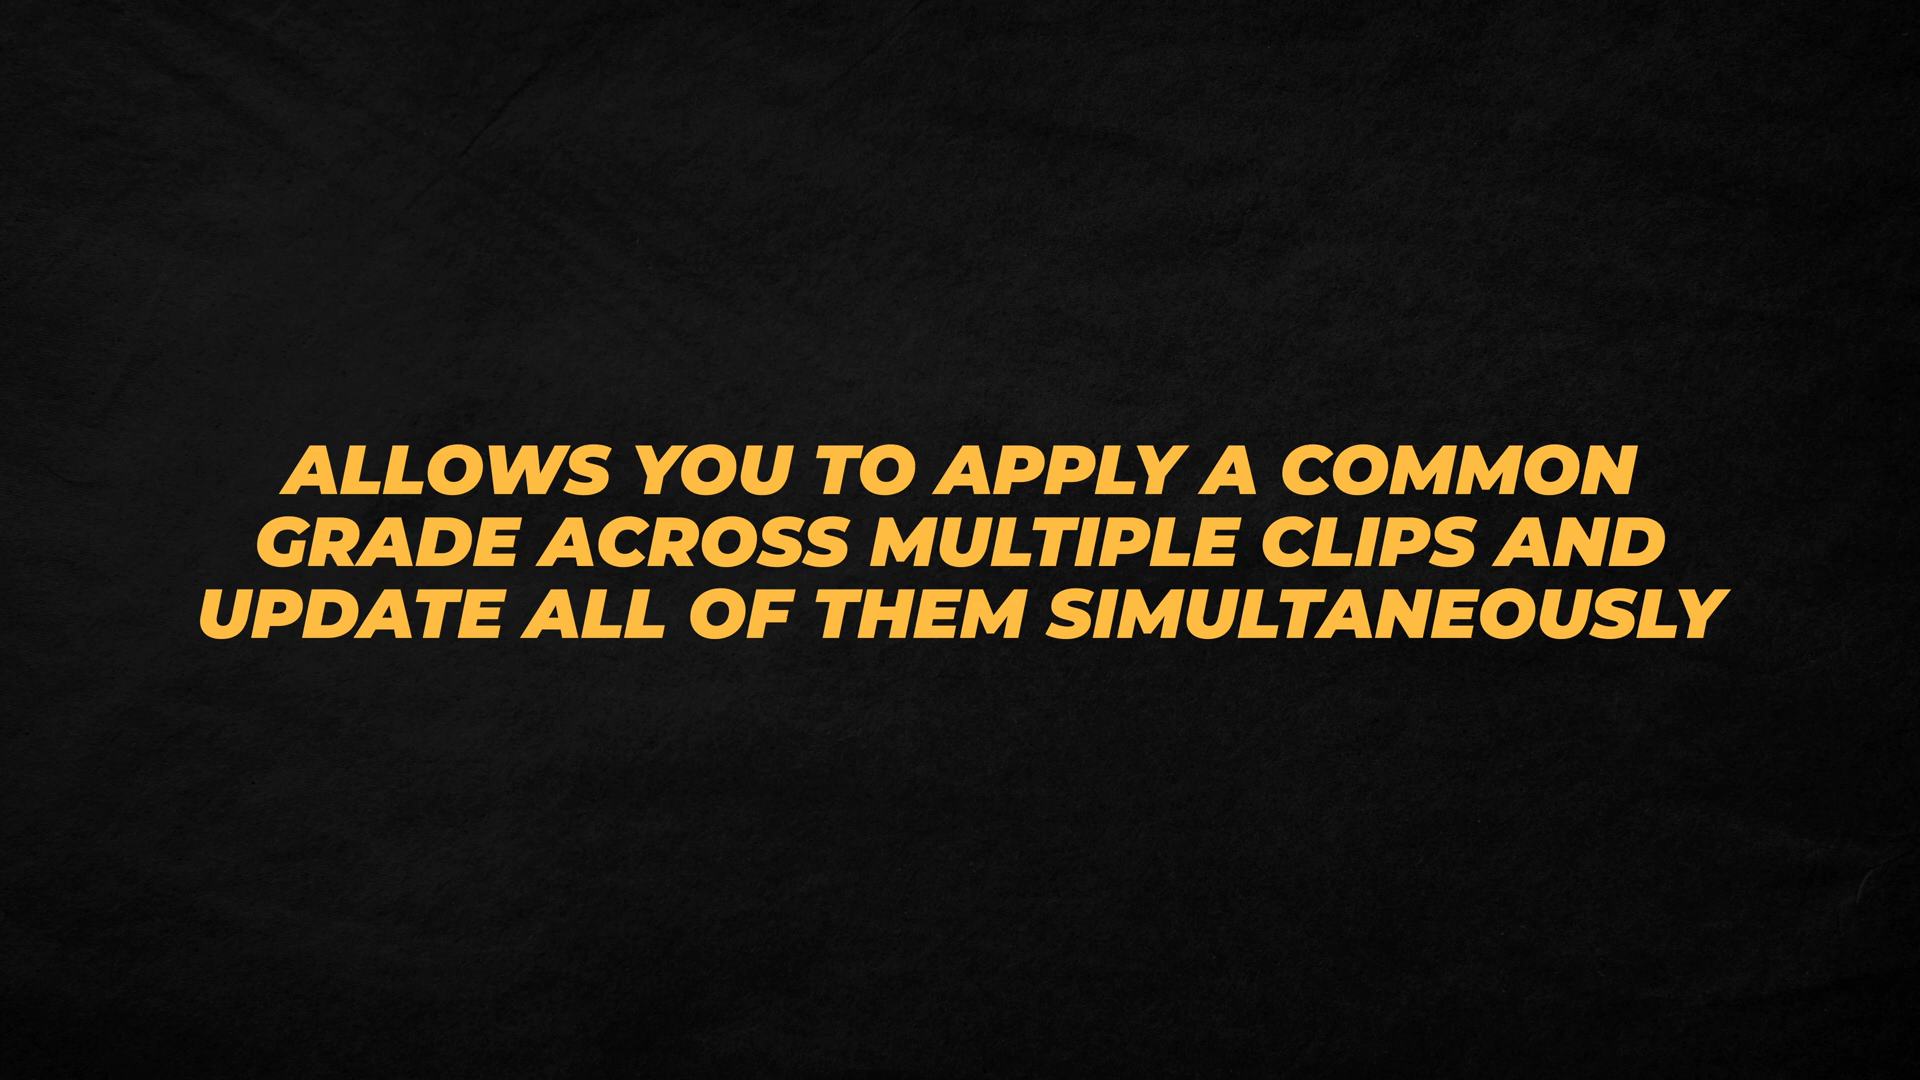 ALLOWS YOU TO APPLY A COMMON
GRADE ACROSS MULTIPLE CLIPS AND
UPDATE ALL OF THEM SIMULTANEOUSLY